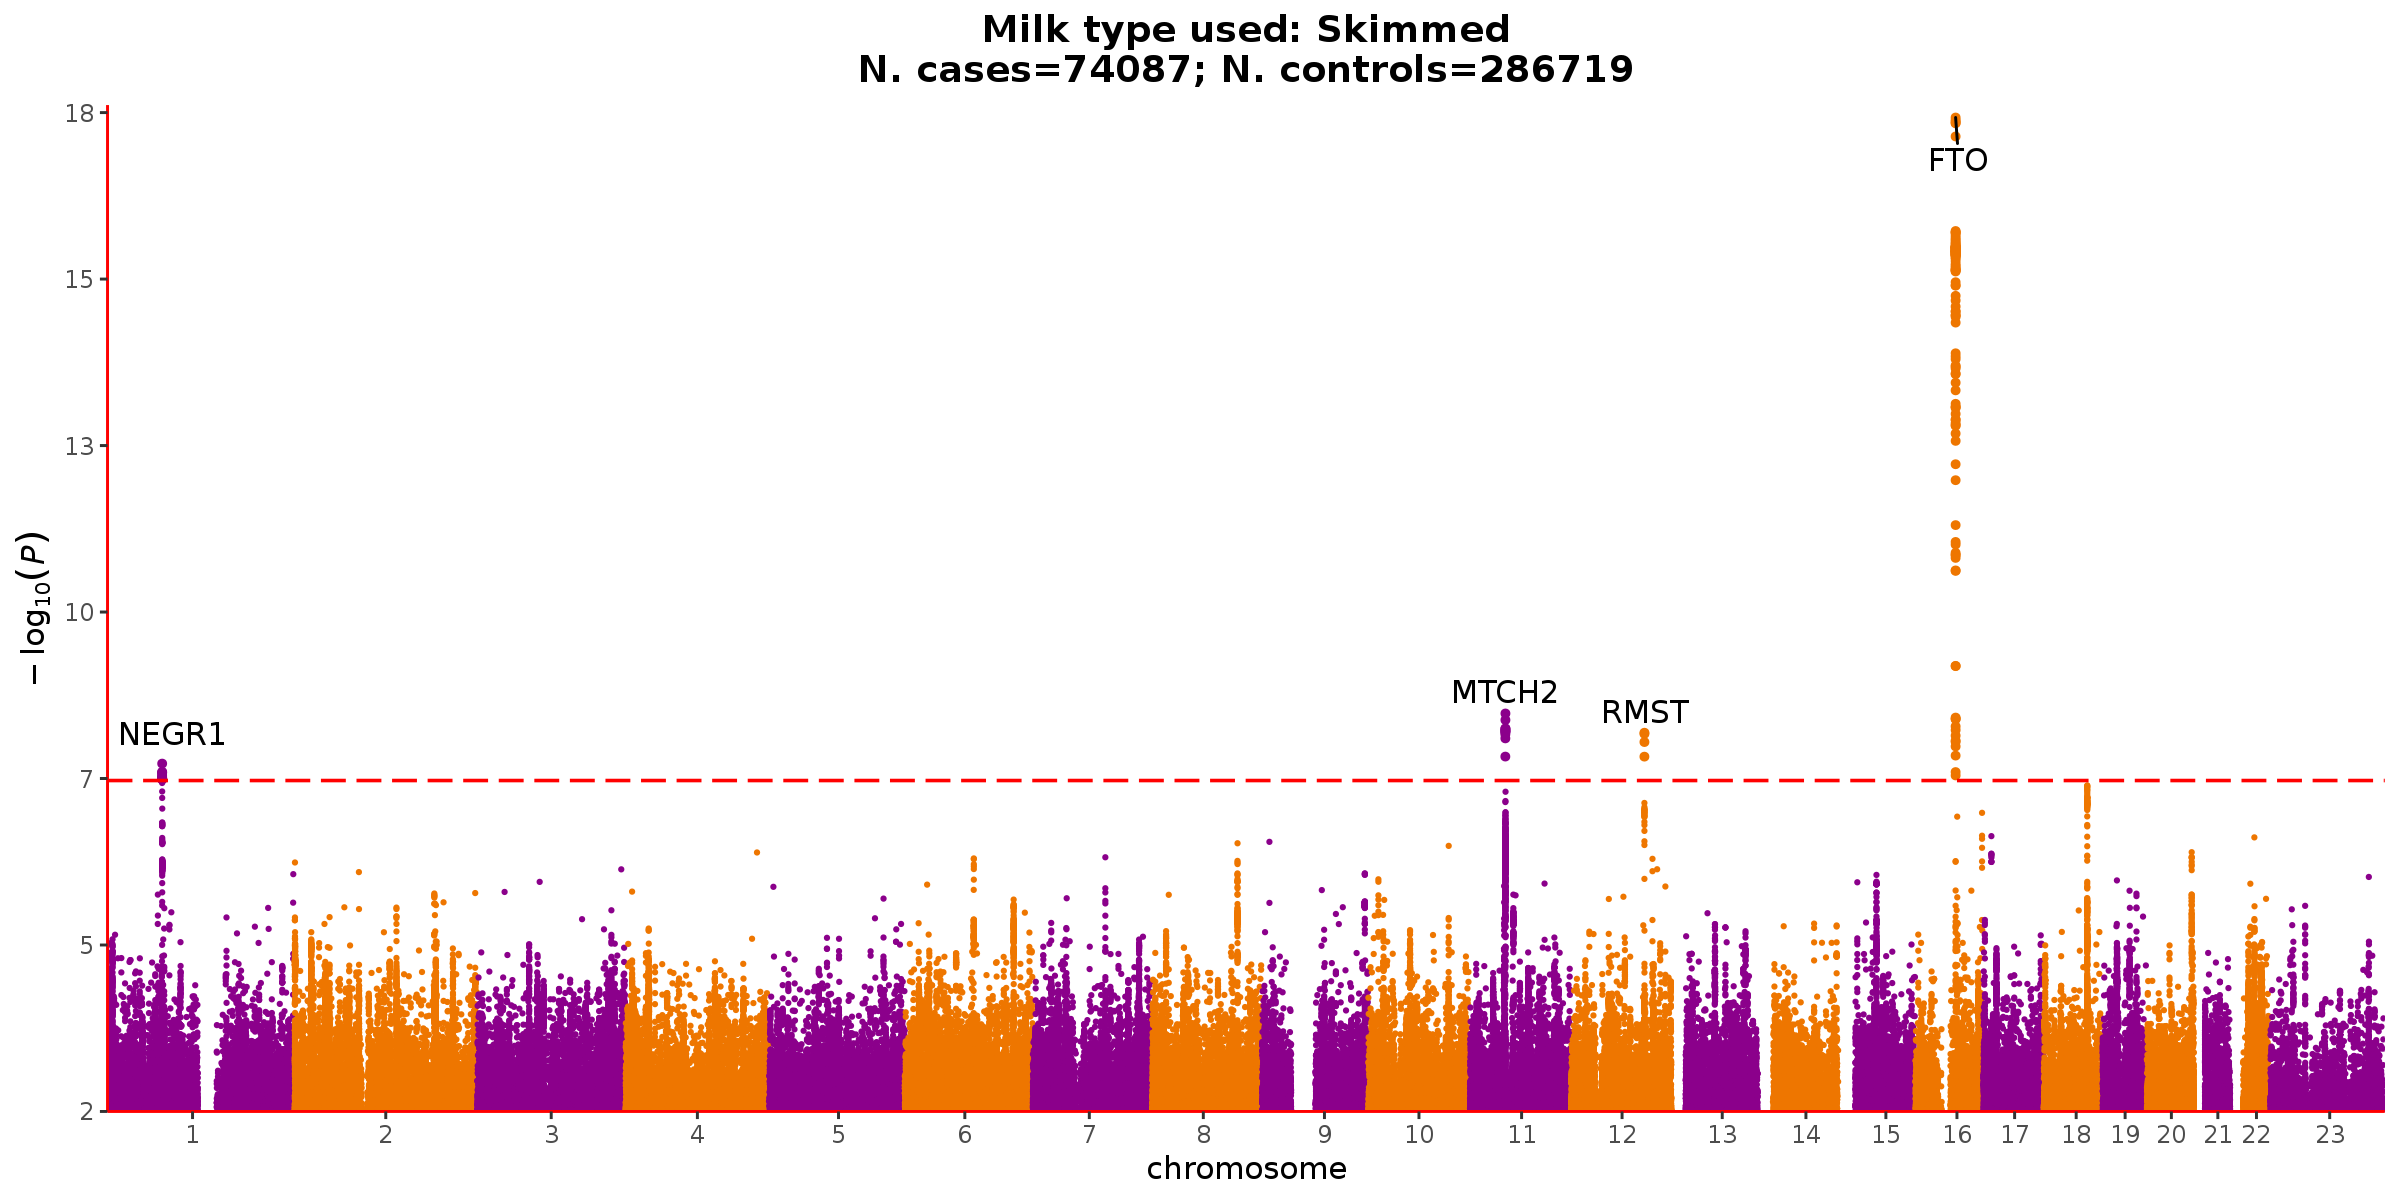 Milk type used: Skimmed
N. cases=74087; N. controls=286719
18
FTO
15
13
−log10(P)
10
MTCH2
RMST
NEGR1
7
5
2
1 2 3 4 5 6 7 8 9 10 11 12 13 14 15 16 17 18 19 20 21 22 23
chromosome